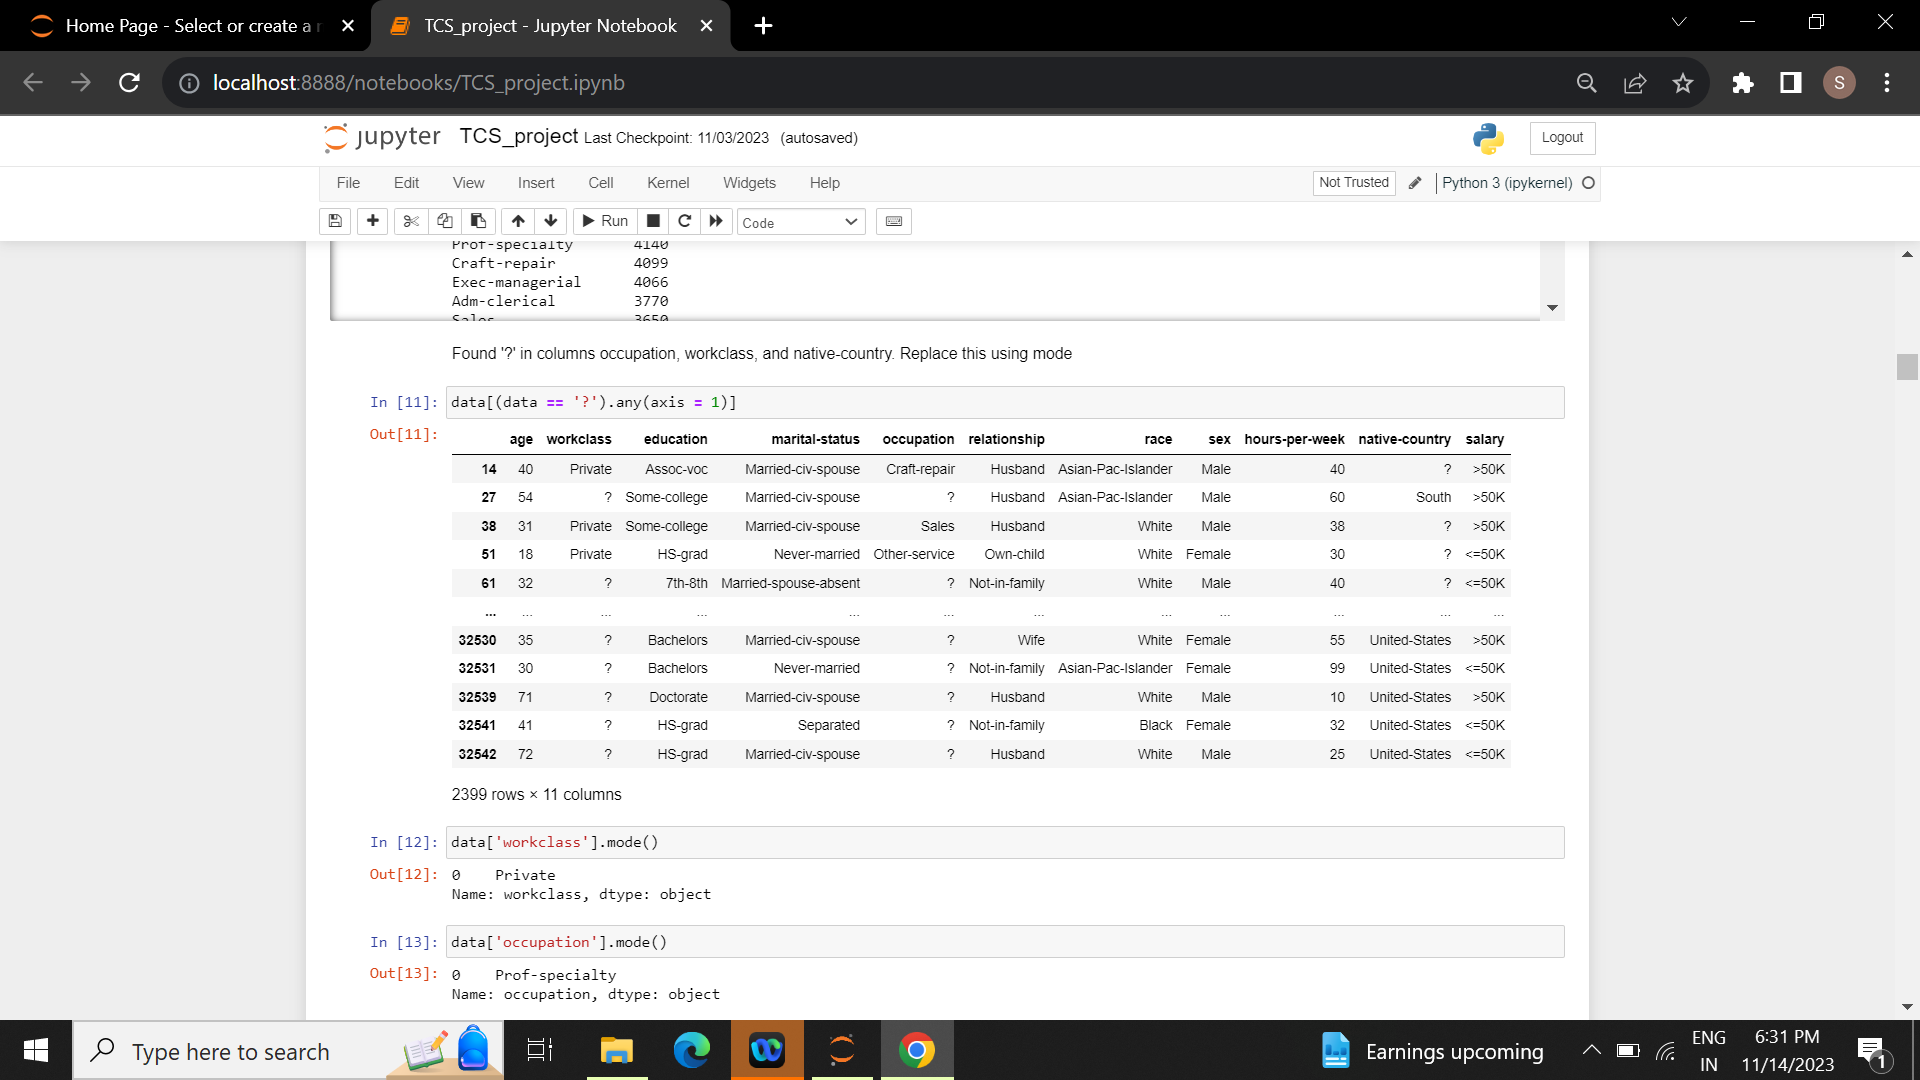 Home Page - Select or create a n
TCS_project - Jupyter Notebook
localhost:8888/notebooks/TCS_project.ipynb
S
jupyter TCS_project Last Checkpoint: 11/03/2023 (autosaved)
Logout
File Edit View Insert Cell Kernel Widgets Help
Not Trusted Python 3 (ipykernel)
Run Code
Prof-specialty 4140
Craft-repair 4099
Exec-managerial 4066
Adm-clerical 3770
Sales 3650
Found '?' in columns occupation, workclass, and native-country. Replace this using mode
In [11]: data[(data == '?').any(axis = 1)]
Out[11]:
age workclass education marital-status occupation relationship race sex hours-per-week native-country salary
14 40 Private Assoc-voc Married-civ-spouse Craft-repair Husband Asian-Pac-Islander Male 40 ? >50K
27 54 ? Some-college Married-civ-spouse ? Husband Asian-Pac-Islander Male 60 South >50K
38 31 Private Some-college Married-civ-spouse Sales Husband White Male 38 ? >50K
51 18 Private HS-grad Never-married Other-service Own-child White Female 30 ? <=50K
61 32 ? 7th-8th Married-spouse-absent ? Not-in-family White Male 40 ? <=50K
... ... ... ... ... ... ... ... ... ... ... ...
32530 35 ? Bachelors Married-civ-spouse ? Wife White Female 55 United-States >50K
32531 30 ? Bachelors Never-married ? Not-in-family Asian-Pac-Islander Female 99 United-States <=50K
32539 71 ? Doctorate Married-civ-spouse ? Husband White Male 10 United-States >50K
32541 41 ? HS-grad Separated ? Not-in-family Black Female 32 United-States <=50K
32542 72 ? HS-grad Married-civ-spouse ? Husband White Male 25 United-States <=50K
2399 rows × 11 columns
In [12]: data['workclass'].mode()
Out[12]: 0 Private
Name: workclass, dtype: object
In [13]: data['occupation'].mode()
Out[13]: 0 Prof-specialty
Name: occupation, dtype: object
Type here to search
Earnings upcoming
ENG
IN
6:31 PM
11/14/2023
1